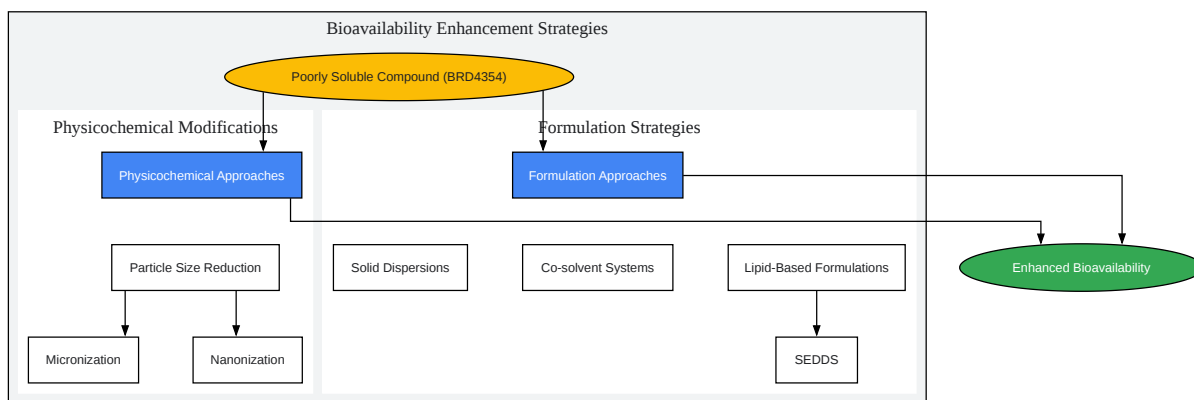 Bioavailability Enhancement Strategies
Poorly Soluble Compound (BRD4354)
Physicochemical Modifications
Formulation Strategies
Physicochemical Approaches
Formulation Approaches
Particle Size Reduction
Solid Dispersions
Co-solvent Systems
Lipid-Based Formulations
Enhanced Bioavailability
Micronization
Nanonization
SEDDS